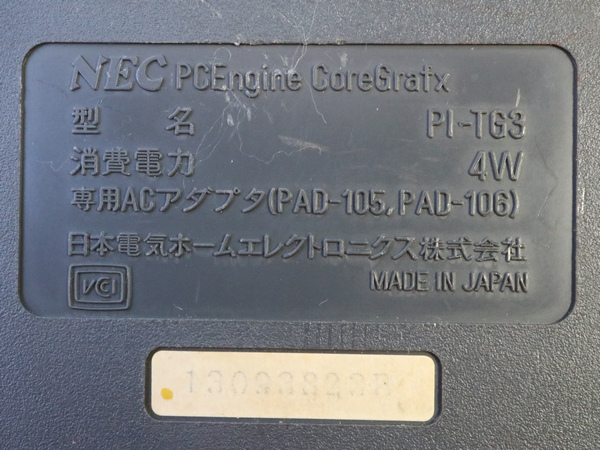 NEC PCEngine CoreGrafx
型 名 PI-TG3
消費電力 4W
専用ACアダプタ(PAD-105, PAD-106)
日本電気ホームエレクトロニクス株式会社
VCI MADE IN JAPAN